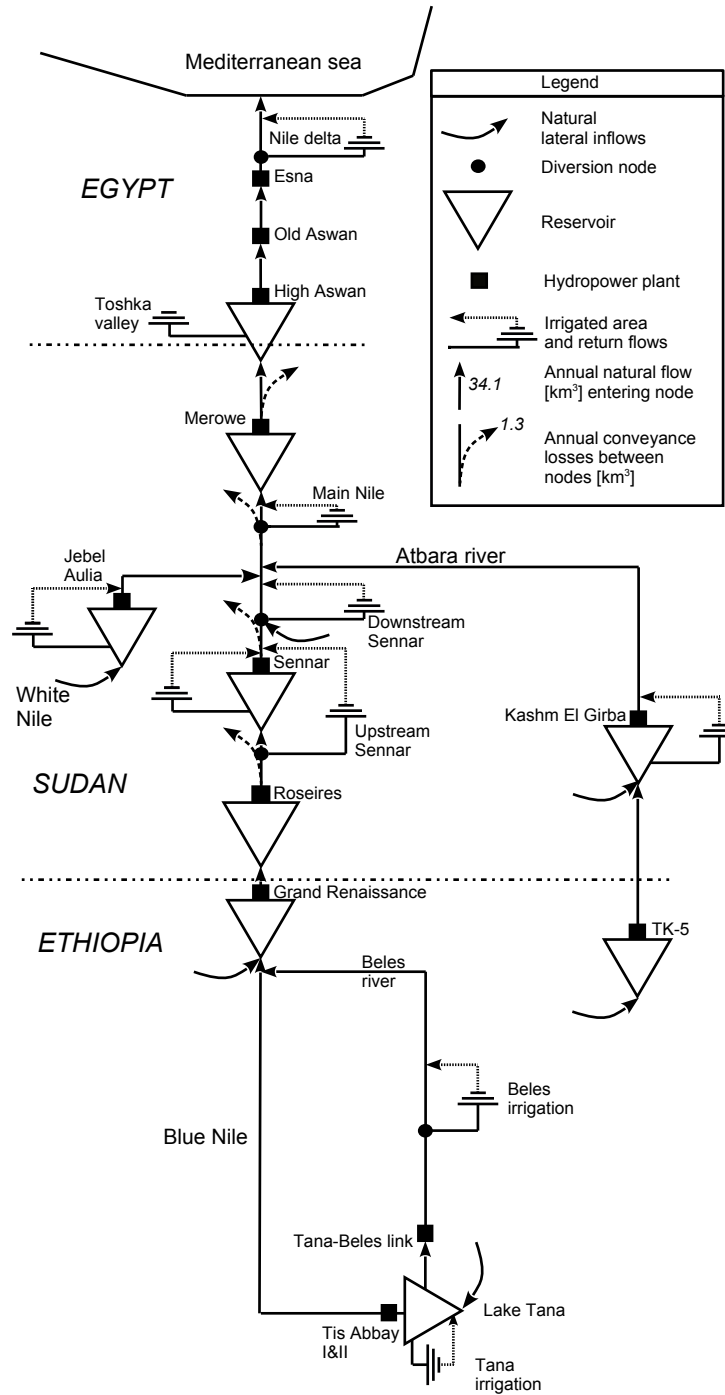 Mediterranean sea
Legend
Natural
lateral inflows
Diversion node
Reservoir
Hydropower plant
Irrigated area
and return flows
34.1
Annual natural flow
[km³] entering node
1.3
Annual conveyance
losses between
nodes [km³]
Nile delta
Esna
EGYPT
Old Aswan
High Aswan
Toshka
valley
Merowe
Main Nile
Jebel
Aulia
Atbara river
Downstream
Sennar
Sennar
White
Nile
Upstream
Sennar
Kashm El Girba
SUDAN
Roseires
Grand Renaissance
ETHIOPIA
TK-5
Beles
river
Beles
irrigation
Blue Nile
Tana-Beles link
Lake Tana
Tis Abbay
I&II
Tana
irrigation